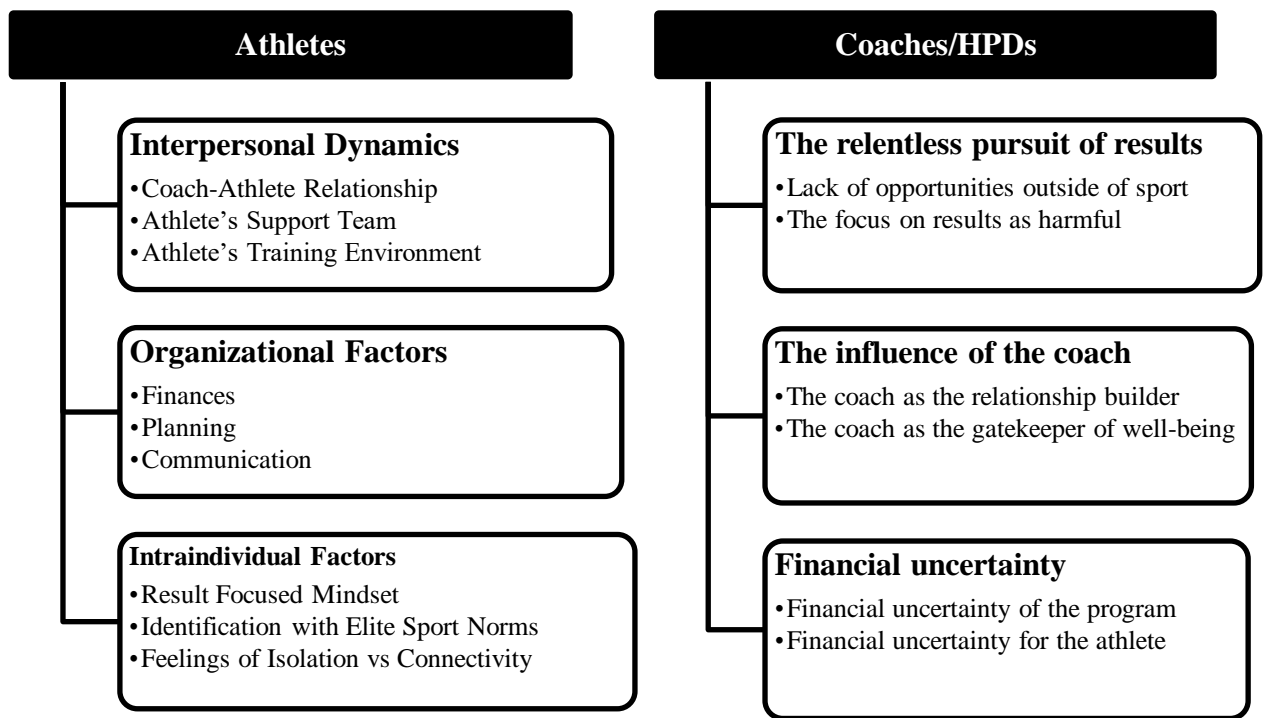 Athletes
Interpersonal Dynamics
•Coach-Athlete Relationship
•Athlete’s Support Team
•Athlete’s Training Environment
Organizational Factors
•Finances
•Planning
•Communication
Intraindividual Factors
•Result Focused Mindset
•Identification with Elite Sport Norms
•Feelings of Isolation vs Connectivity
Coaches/HPDs
The relentless pursuit of results
•Lack of opportunities outside of sport
•The focus on results as harmful
The influence of the coach
•The coach as the relationship builder
•The coach as the gatekeeper of well-being
Financial uncertainty
•Financial uncertainty of the program
•Financial uncertainty for the athlete